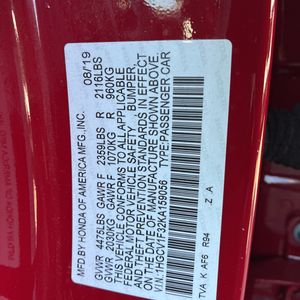 MFD. BY HONDA OF AMERICA MFG., INC. 08/19
GVWR 4475LBS GAWR F 2359LBS R 2116LBS
GVWR 2030KG GAWR F 1070KG R 960KG
THIS VEHICLE CONFORMS TO ALL APPLICABLE
FEDERAL MOTOR VEHICLE SAFETY, BUMPER,
AND THEFT PREVENTION STANDARDS IN EFFECT
ON THE DATE OF MANUFACTURE SHOWN ABOVE.
V.I.N.: 1HGCV1F32KA159056 TYPE:PASSENGER CAR
Z A
TVA K AF6 R94